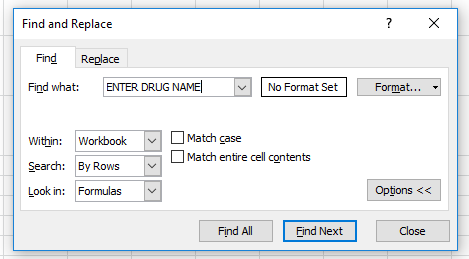 Find and Replace
Find Replace
Find what: ENTER DRUG NAME No Format Set Format...
Within: Workbook Match case
Search: By Rows Match entire cell contents
Look in: Formulas Options <<
Find All Find Next Close